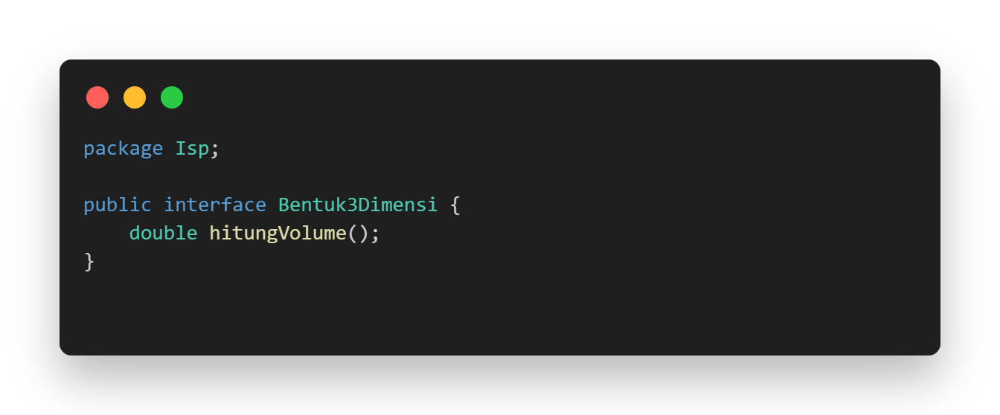 package Isp;
public interface Bentuk3Dimensi {
    double hitungVolume();
}